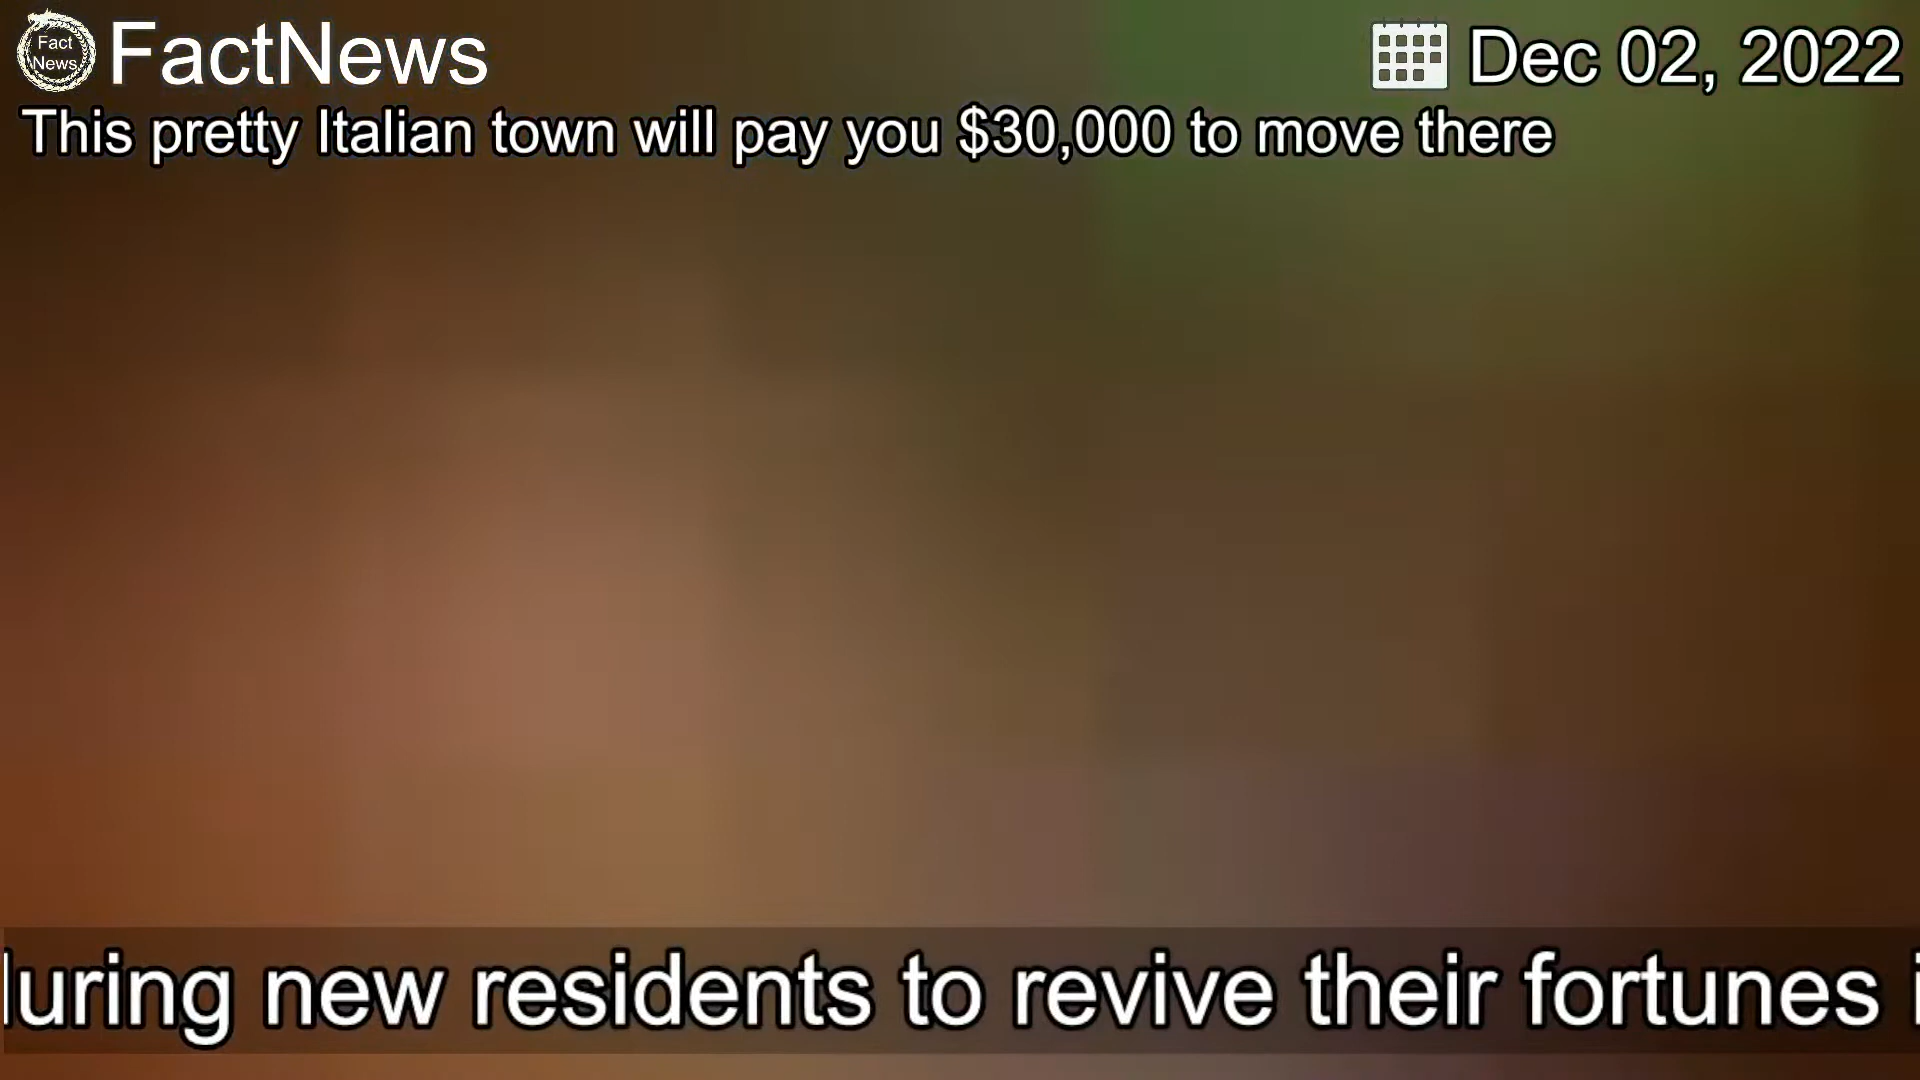 Fact
News
FactNews
Dec 02, 2022
This pretty Italian town will pay you $30,000 to move there
luring new residents to revive their fortunes